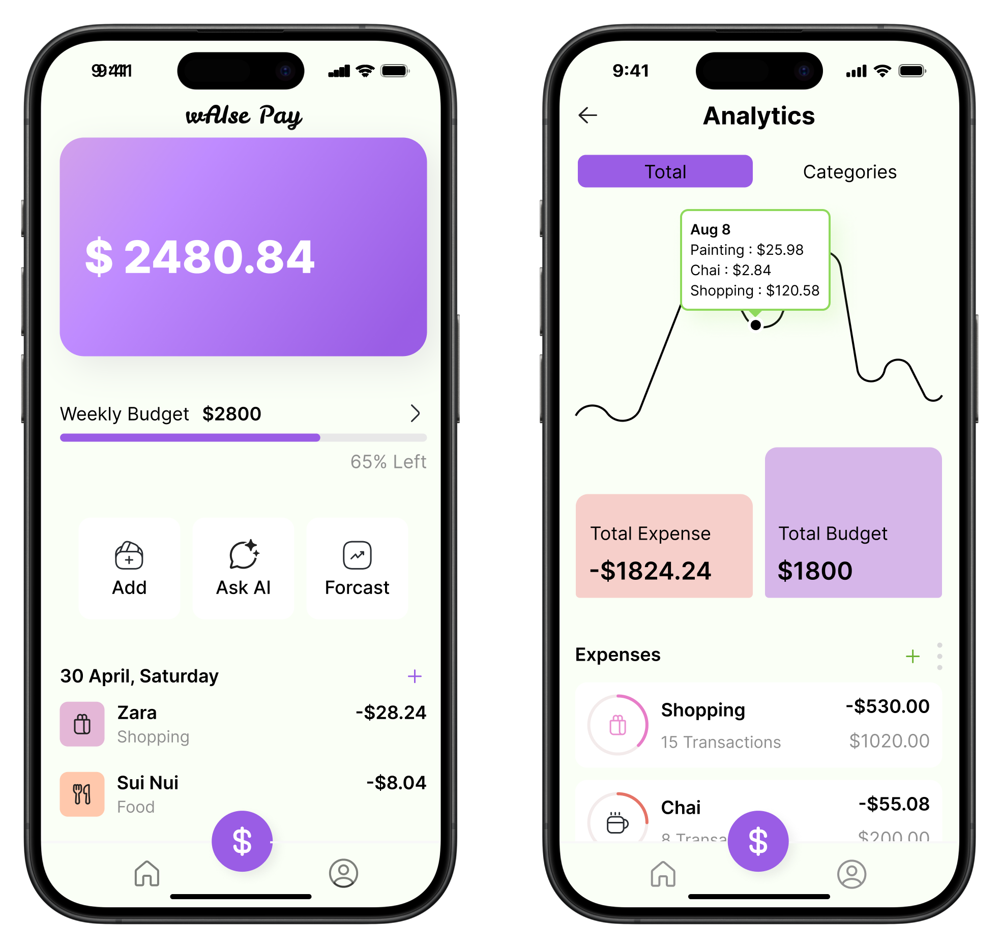 9:41
wAlse Pay
$ 2480.84
Weekly Budget $2800
65% Left
Add
Ask AI
Forcast
30 April, Saturday
Zara
-$28.24
Shopping
Sui Nui
-$8.04
Food
$
9:41
Analytics
Total
Categories
Aug 8
Painting : $25.98
Chai : $2.84
Shopping : $120.58
Total Expense
-$1824.24
Total Budget
$1800
Expenses
Shopping
-$530.00
15 Transactions
$1020.00
Chai
-$55.08
8 Transa
$200.00
$